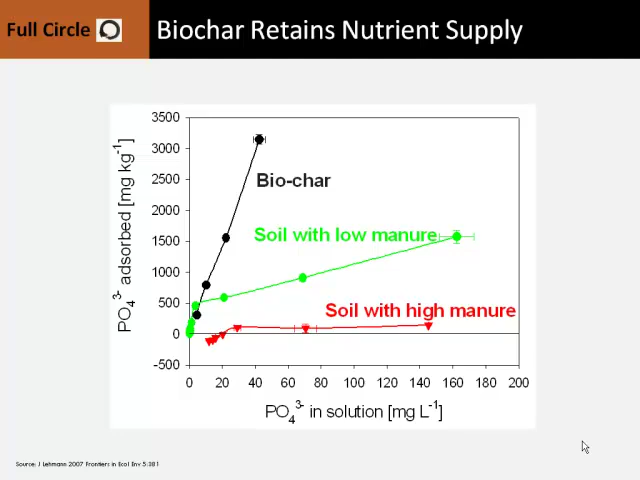 Full Circle
Biochar Retains Nutrient Supply
3500
3000
2500
2000
1500
1000
500
0
-500
PO₄³⁻ adsorbed [mg kg⁻¹]
Bio-char
Soil with low manure
Soil with high manure
0 20 40 60 80 100 120 140 160 180 200
PO₄³⁻ in solution [mg L⁻¹]
Source: J Lehmann 2007 Frontiers in Ecol Env 5:381